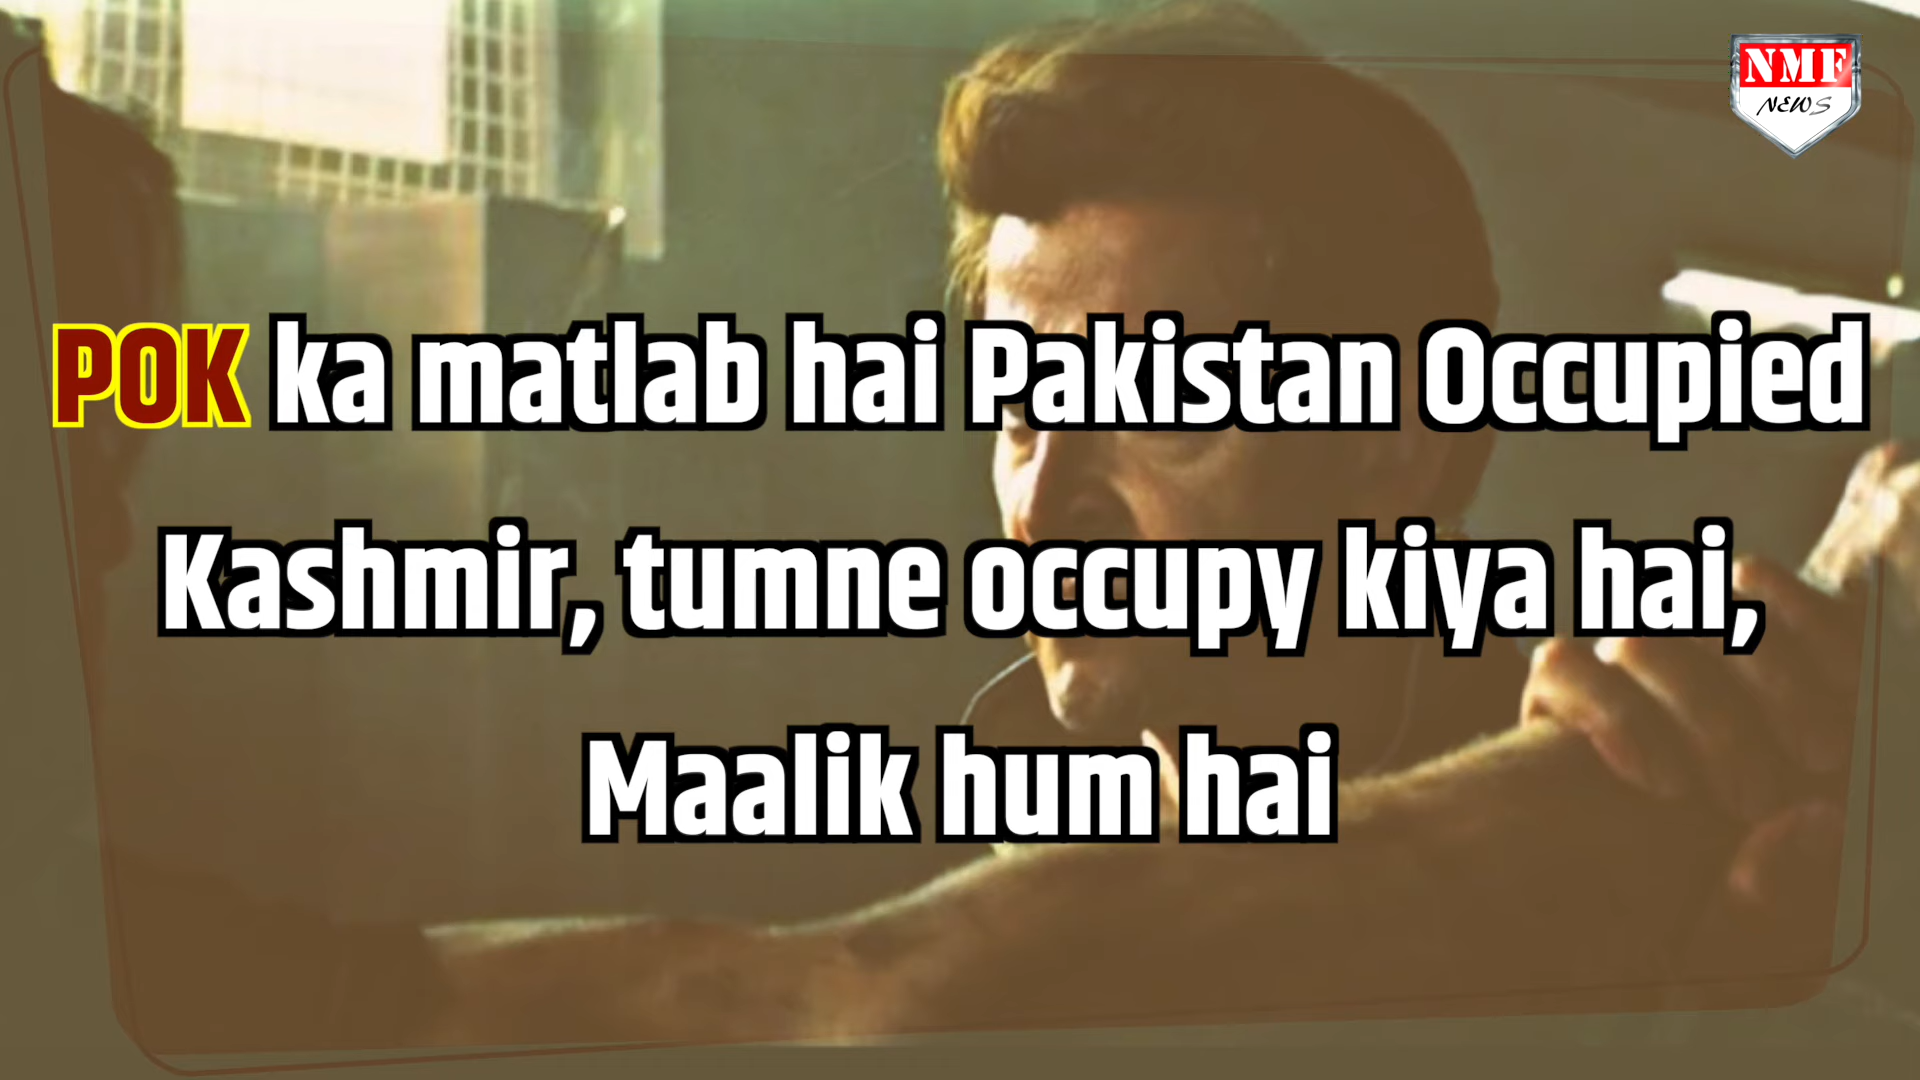 NMF
NEWS
POK ka matlab hai Pakistan Occupied
Kashmir, tumne occupy kiya hai,
Maalik hum hai